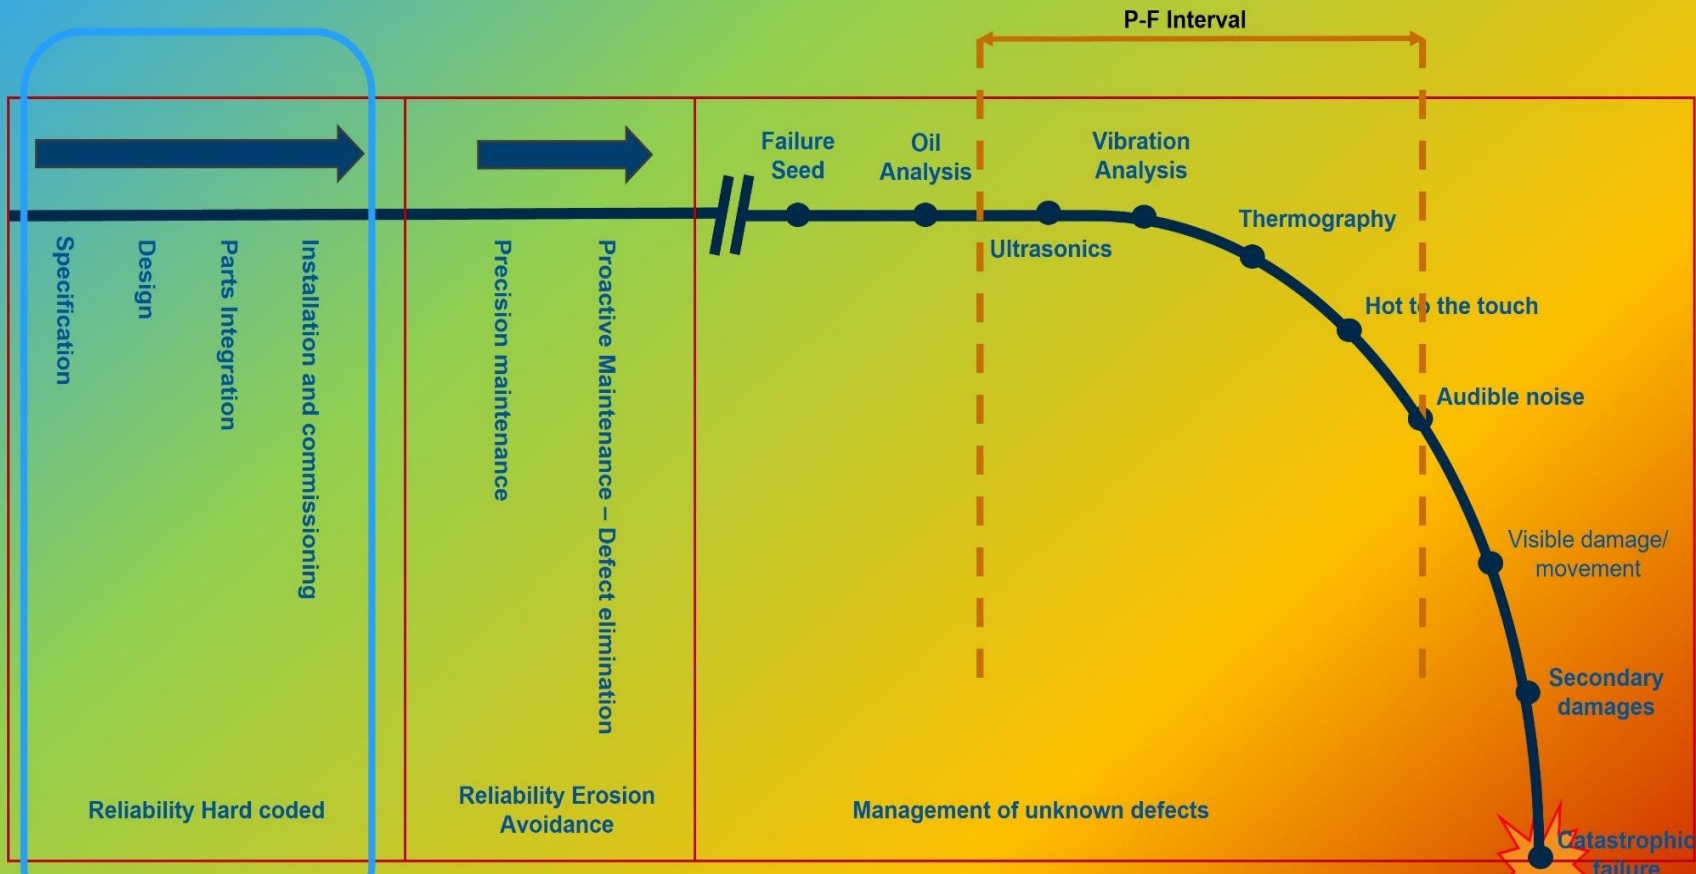 P-F Interval
Failure
Seed
Oil
Analysis
Vibration
Analysis
Ultrasonics
Thermography
Hot to the touch
Audible noise
Visible damage/
movement
Secondary
damages
Catastrophic
failure
Specification
Design
Parts Integration
Installation and commissioning
Precision maintenance
Proactive Maintenance – Defect elimination
Reliability Hard coded
Reliability Erosion
Avoidance
Management of unknown defects